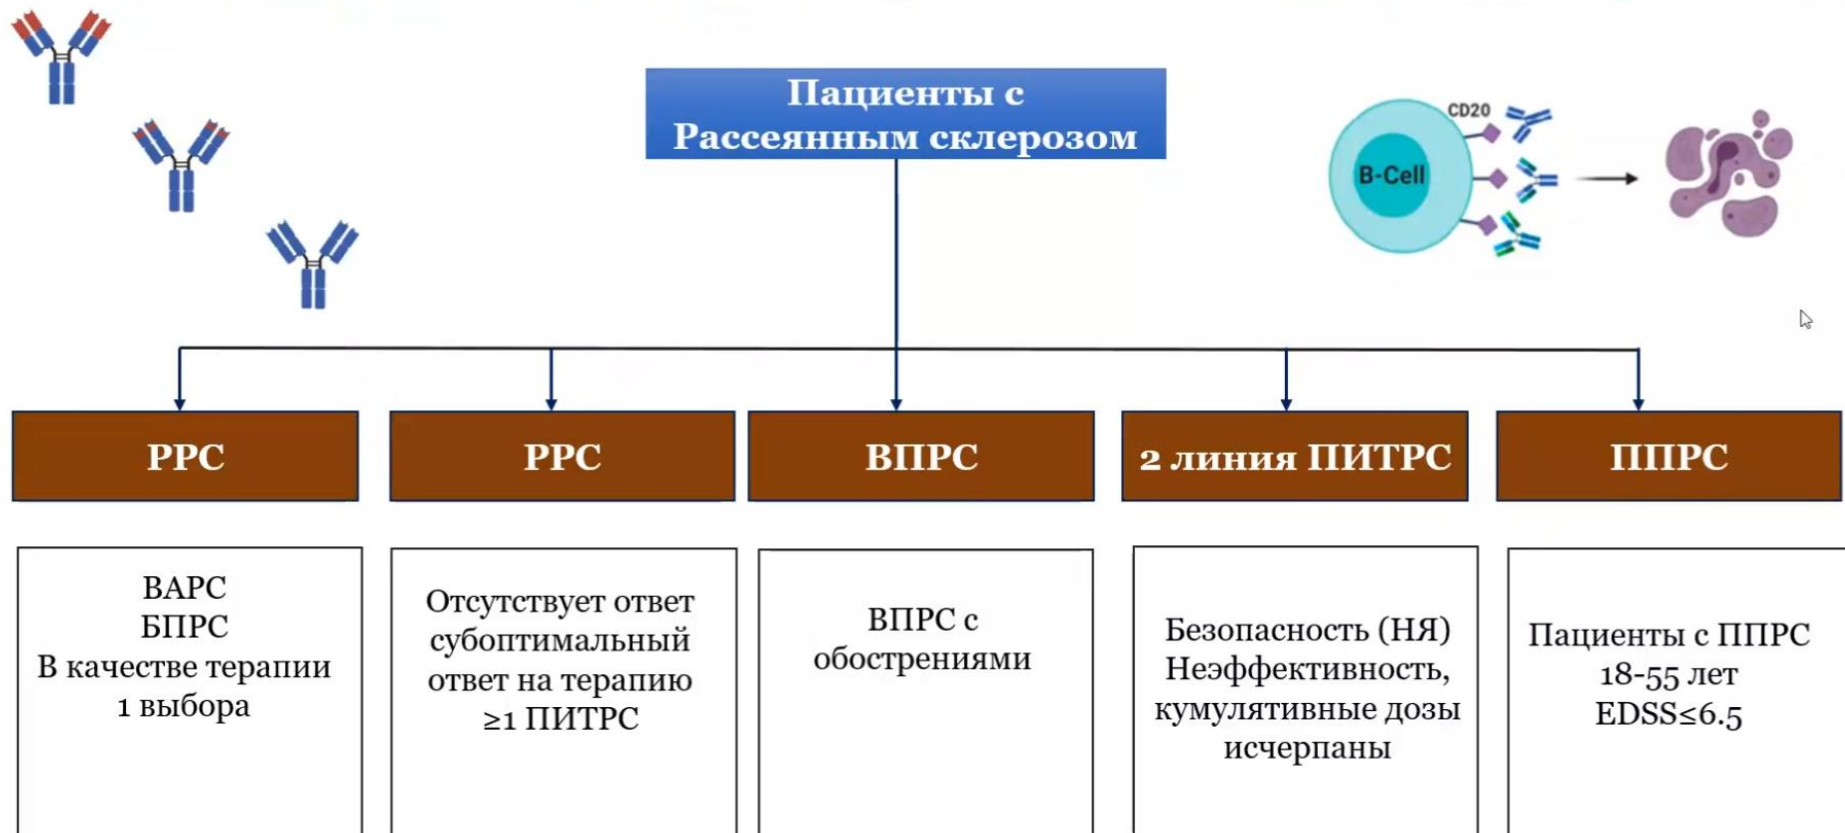 Пациенты с
Рассеянным склерозом
CD20
B-Cell
РРС
РРС
ВПРС
2 линия ПИТРС
ППРС
ВАРС
БПРС
В качестве терапии
1 выбора
Отсутствует ответ
субоптимальный
ответ на терапию
≥1 ПИТРС
ВПРС с
обострениями
Безопасность (НЯ)
Неэффективность,
кумулятивные дозы
исчерпаны
Пациенты с ППРС
18-55 лет
EDSS≤6.5